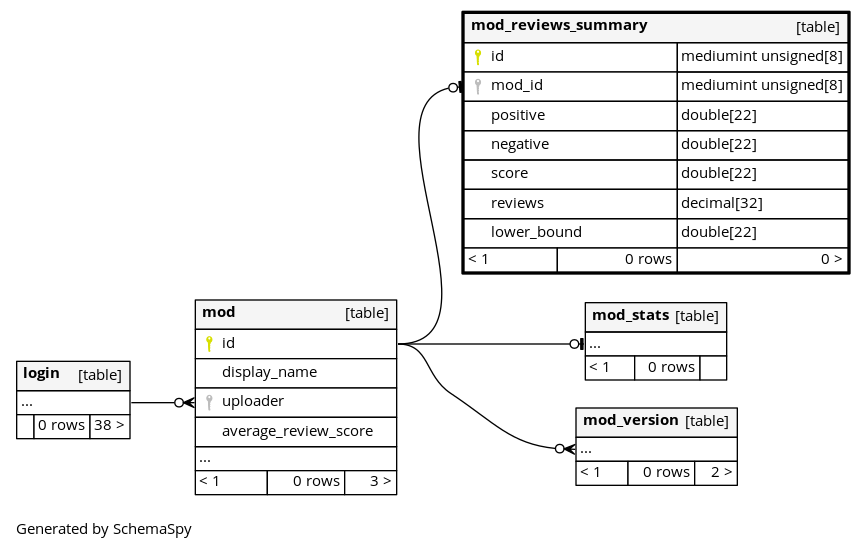 mod_reviews_summary [table]
id mediumint unsigned[8]
mod_id mediumint unsigned[8]
positive double[22]
negative double[22]
score double[22]
reviews decimal[32]
lower_bound double[22]
< 1 0 rows 0 >
mod [table]
id
display_name
uploader
average_review_score
...
< 1 0 rows 3 >
mod_stats [table]
...
< 1 0 rows
login [table]
...
0 rows 38 >
mod_version [table]
...
< 1 0 rows 2 >
Generated by SchemaSpy